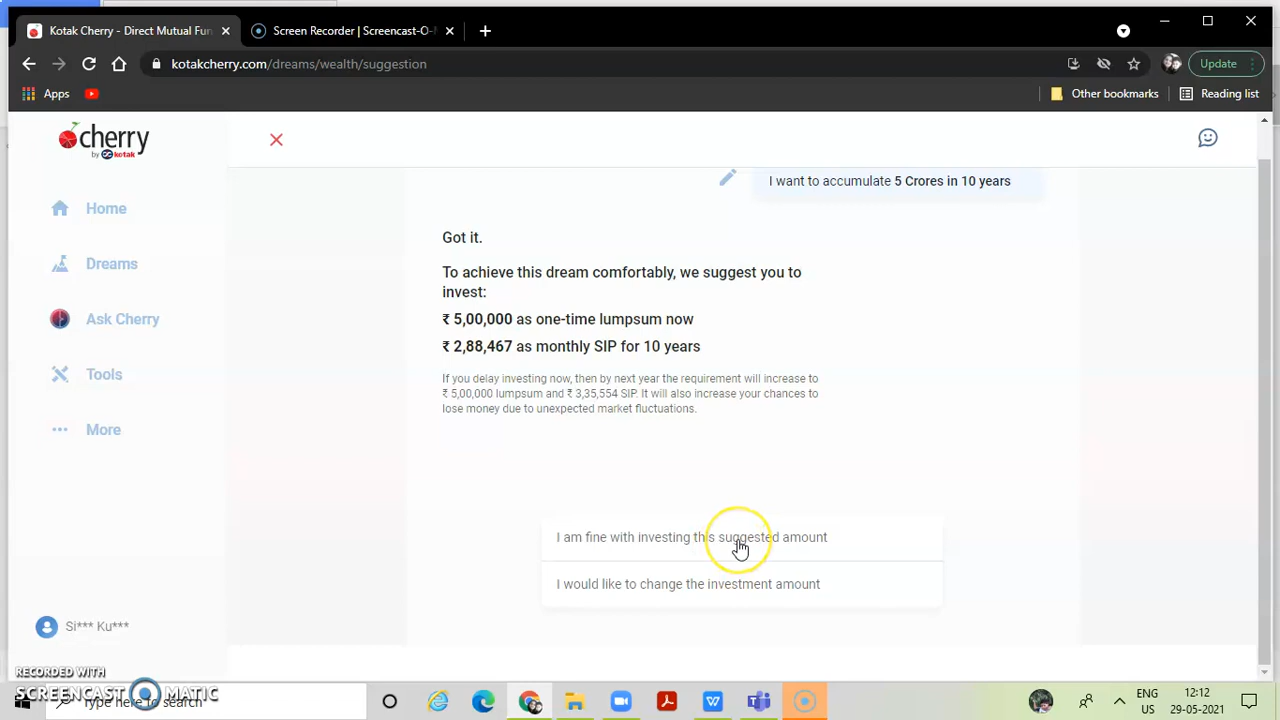 Kotak Cherry - Direct Mutual Fun
Screen Recorder | Screencast-O-M
kotakcherry.com/dreams/wealth/suggestion
Update
Apps
Other bookmarks
Reading list
cherry
by kotak
I want to accumulate 5 Crores in 10 years
Home
Dreams
Ask Cherry
Tools
More
Got it.
To achieve this dream comfortably, we suggest you to
invest:
₹ 5,00,000 as one-time lumpsum now
₹ 2,88,467 as monthly SIP for 10 years
If you delay investing now, then by next year the requirement will increase to
₹ 5,00,000 lumpsum and ₹ 3,35,554 SIP. It will also increase your chances to
lose money due to unexpected market fluctuations.
I am fine with investing this suggested amount
I would like to change the investment amount
Si*** Ku***
RECORDED WITH
SCREENCAST MATIC
Type here to search
ENG
US
12:12
29-05-2021